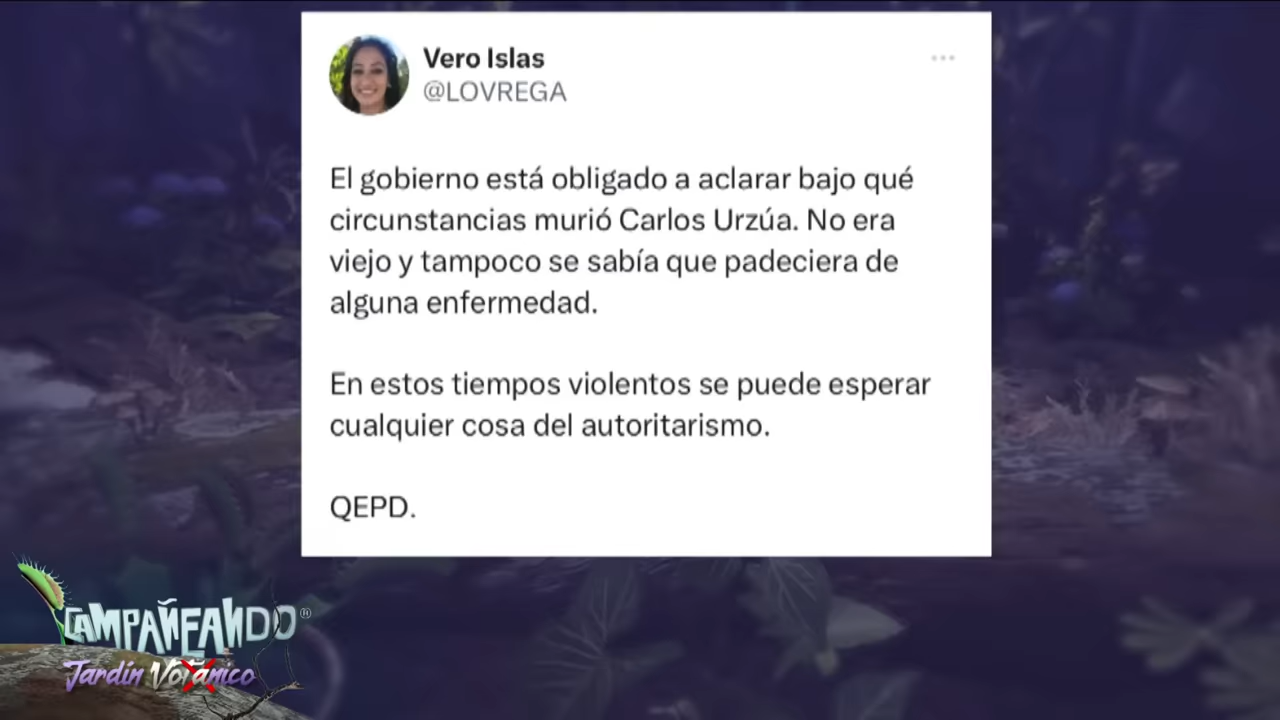 Vero Islas
@LOVREGA
El gobierno está obligado a aclarar bajo qué
circunstancias murió Carlos Urzúa. No era
viejo y tampoco se sabía que padeciera de
alguna enfermedad.
En estos tiempos violentos se puede esperar
cualquier cosa del autoritarismo.
QEPD.
CAMPAÑEANDO®
Jardín Votánico